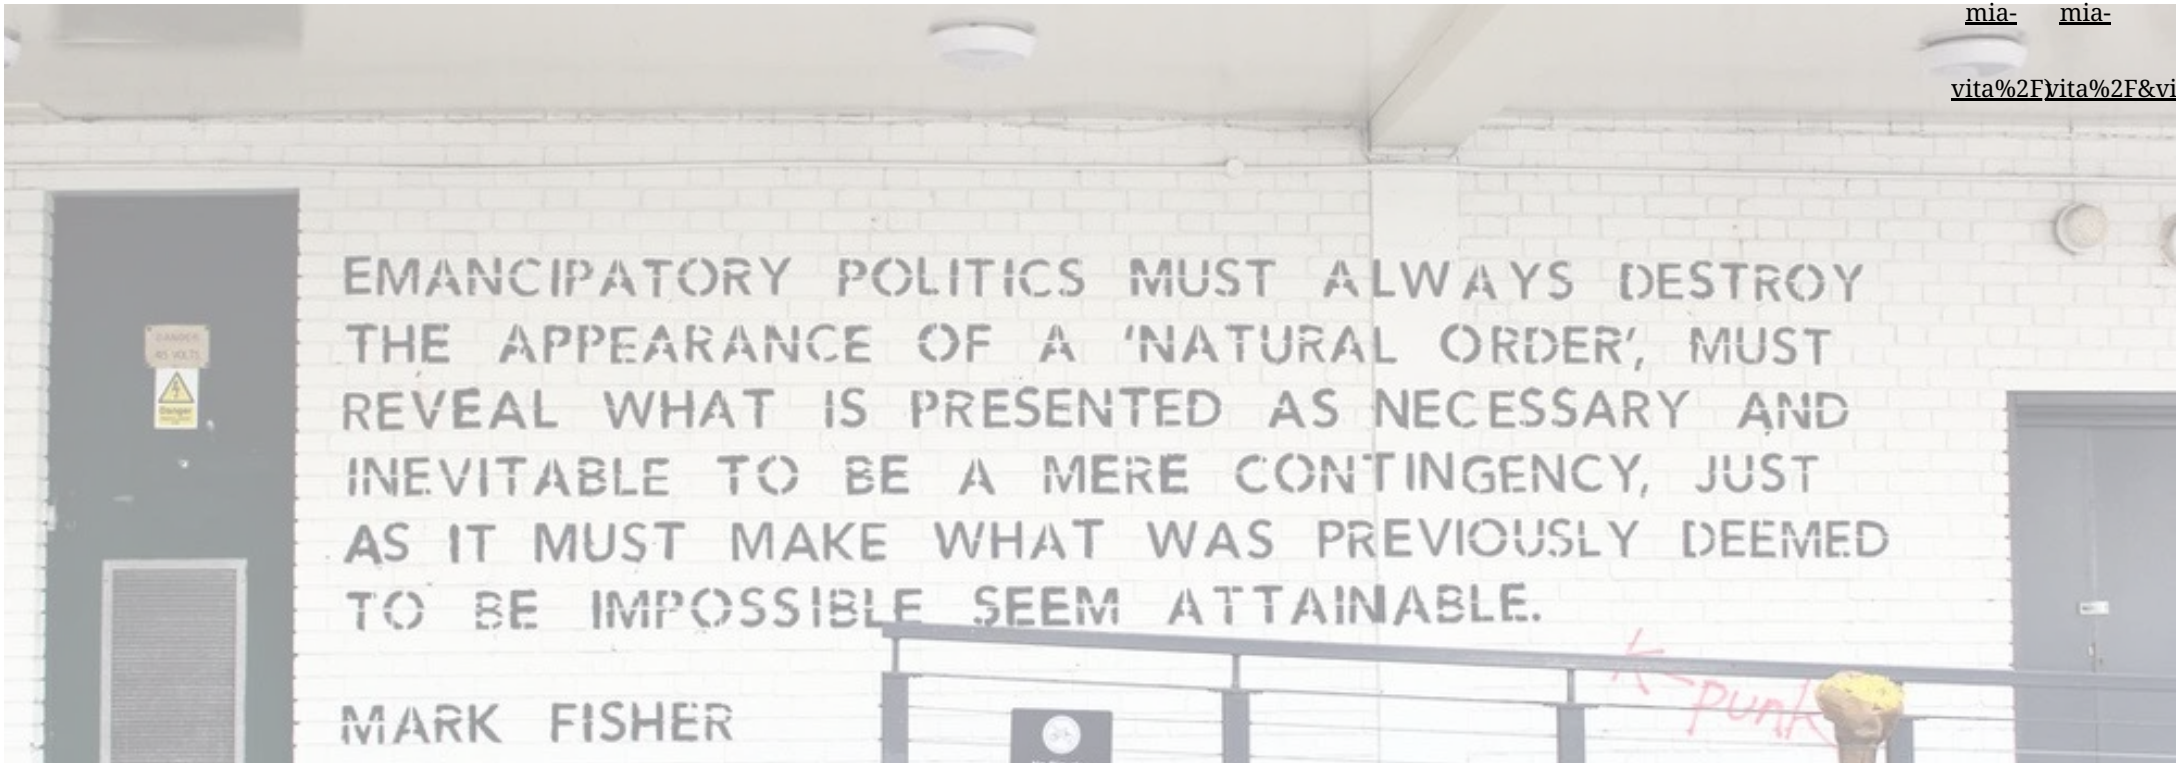 mia- mia-
vita%2F) vita%2F&vi
EMANCIPATORY POLITICS MUST ALWAYS DESTROY
THE APPEARANCE OF A ‘NATURAL ORDER’, MUST
REVEAL WHAT IS PRESENTED AS NECESSARY AND
INEVITABLE TO BE A MERE CONTINGENCY, JUST
AS IT MUST MAKE WHAT WAS PREVIOUSLY DEEMED
TO BE IMPOSSIBLE SEEM ATTAINABLE.
MARK FISHER
DANGER
415 VOLTS
Danger
K-punk